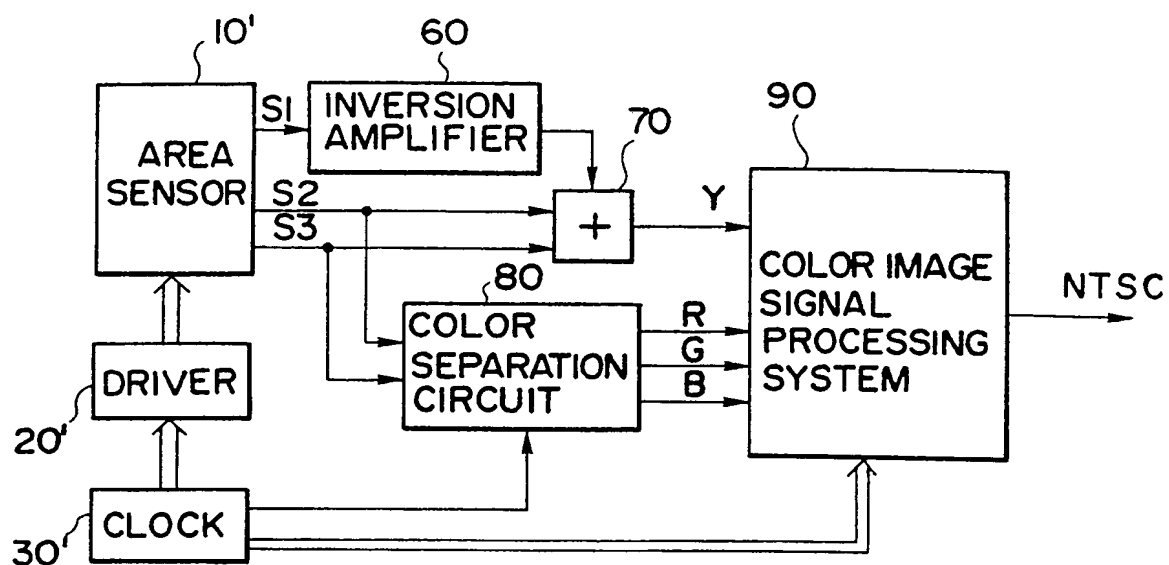 10'
60
S1
INVERSION
AMPLIFIER
70
90
AREA
SENSOR
S2
S3
+
Y
80
COLOR
SEPARATION
CIRCUIT
R
G
B
COLOR IMAGE
SIGNAL
PROCESSING
SYSTEM
NTSC
DRIVER
20'
CLOCK
30'